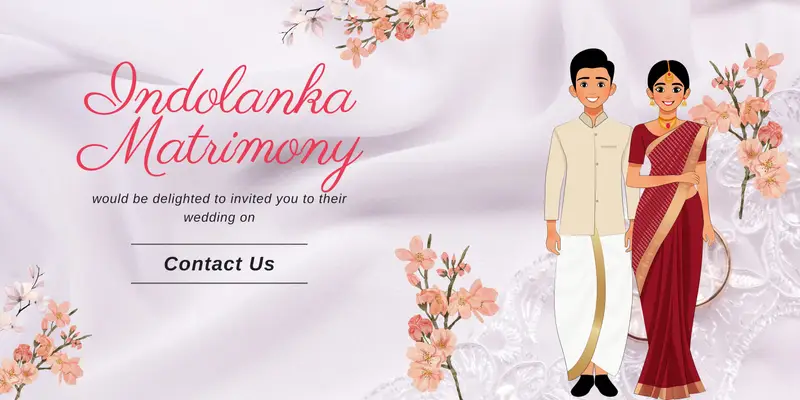 Indolanka
Matrimony
would be delighted to invited you to their
wedding on
Contact Us